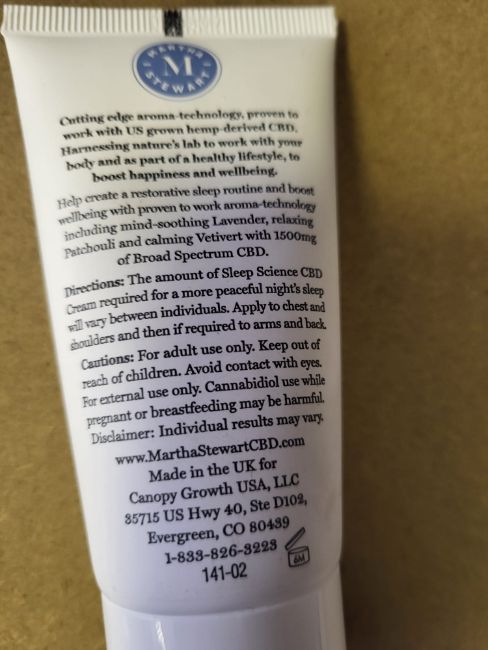 MARTHA
M
STEWART
Cutting edge aroma-technology, proven to
work with US grown hemp-derived CBD.
Harnessing nature's lab to work with your
body and as part of a healthy lifestyle, to
boost happiness and wellbeing.
Help create a restorative sleep routine and boost
wellbeing with proven to work aroma-technology
including mind-soothing Lavender, relaxing
Patchouli and calming Vetivert with 1500mg
of Broad Spectrum CBD.
Directions: The amount of Sleep Science CBD
Cream required for a more peaceful night's sleep
will vary between individuals. Apply to chest and
shoulders and then if required to arms and back.
Cautions: For adult use only. Keep out of
reach of children. Avoid contact with eyes.
For external use only. Cannabidiol use while
pregnant or breastfeeding may be harmful.
Disclaimer: Individual results may vary.
www.MarthaStewartCBD.com
Made in the UK for
Canopy Growth USA, LLC
35715 US Hwy 40, Ste D102,
Evergreen, CO 80439
1-833-826-3223
6M
141-02